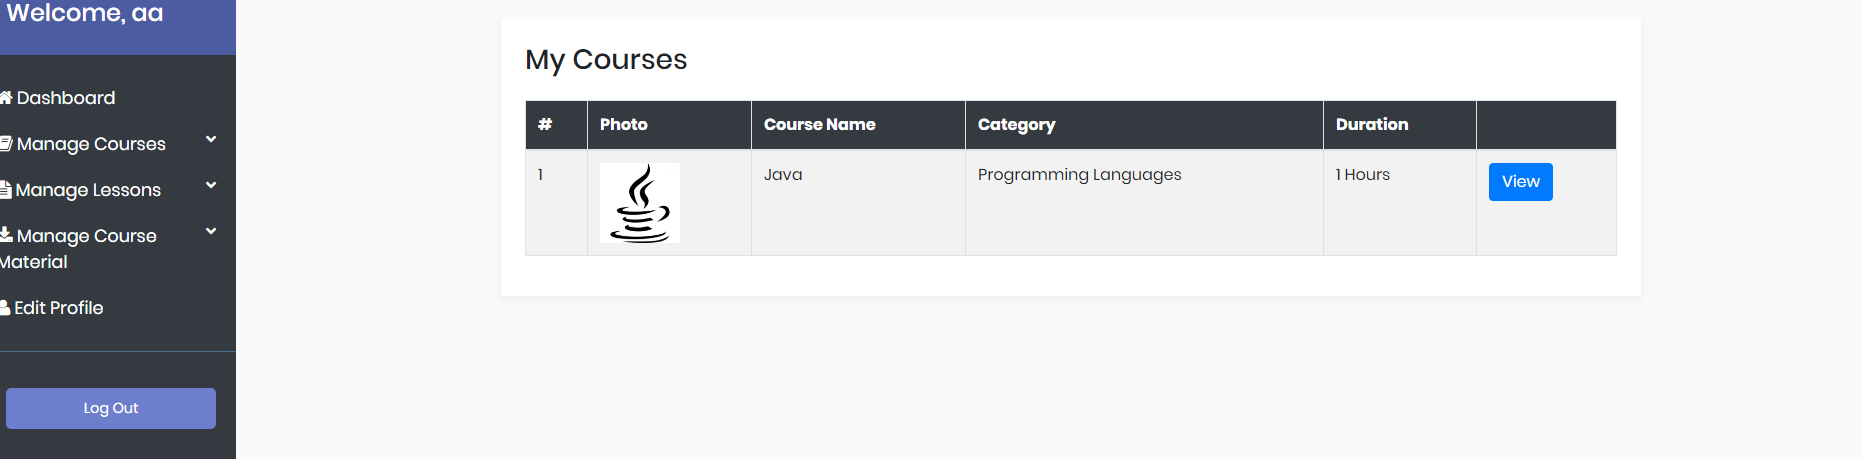 Welcome, aa
Dashboard
Manage Courses
Manage Lessons
Manage Course
Material
Edit Profile
Log Out
My Courses
# Photo Course Name Category Duration
1 Java Programming Languages 1 Hours View